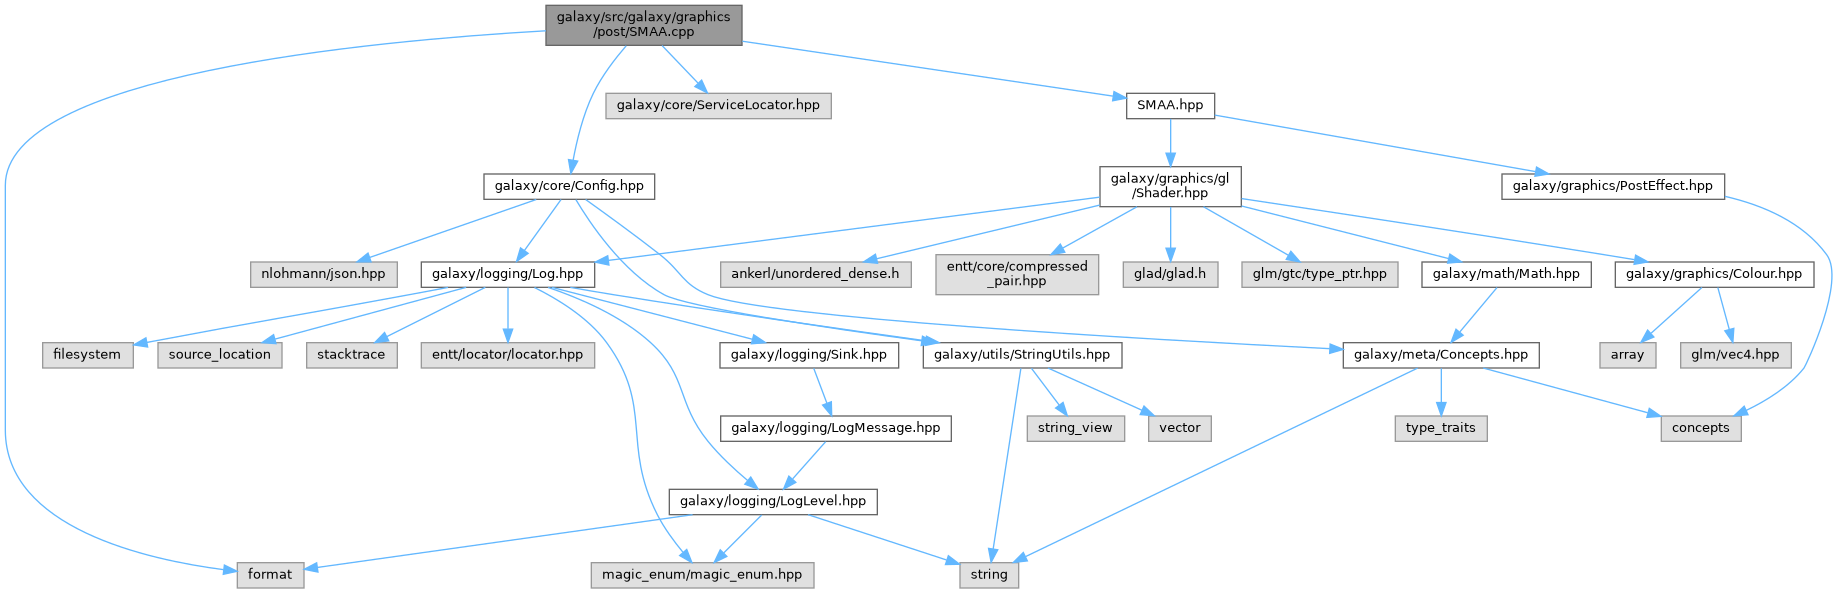 galaxy/src/galaxy/graphics
/post/SMAA.cpp
galaxy/core/ServiceLocator.hpp
SMAA.hpp
galaxy/core/Config.hpp
galaxy/graphics/gl
/Shader.hpp
galaxy/graphics/PostEffect.hpp
nlohmann/json.hpp
galaxy/logging/Log.hpp
ankerl/unordered_dense.h
entt/core/compressed
_pair.hpp
glad/glad.h
glm/gtc/type_ptr.hpp
galaxy/math/Math.hpp
galaxy/graphics/Colour.hpp
filesystem
source_location
stacktrace
entt/locator/locator.hpp
galaxy/logging/Sink.hpp
galaxy/utils/StringUtils.hpp
galaxy/meta/Concepts.hpp
array
glm/vec4.hpp
galaxy/logging/LogMessage.hpp
string_view
vector
type_traits
concepts
galaxy/logging/LogLevel.hpp
format
magic_enum/magic_enum.hpp
string